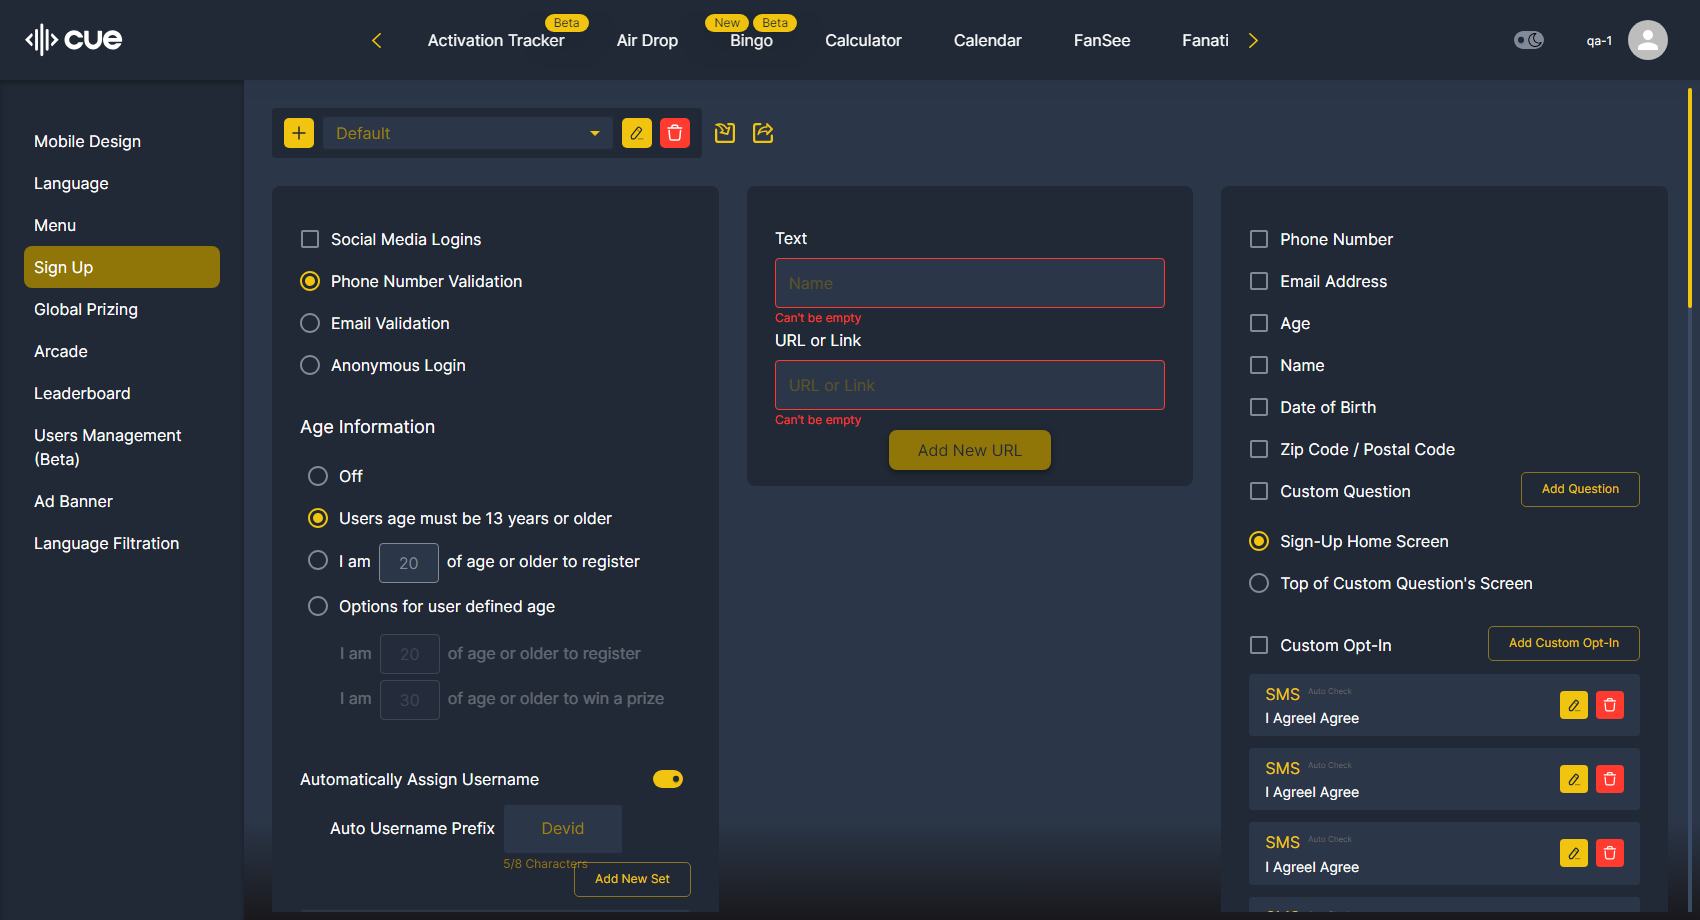 cue
Beta
New
Beta
Activation Tracker
Air Drop
Bingo
Calculator
Calendar
FanSee
Fanati
qa-1
Mobile Design
Language
Menu
Sign Up
Global Prizing
Arcade
Leaderboard
Users Management
(Beta)
Ad Banner
Language Filtration
Default
Social Media Logins
Phone Number Validation
Email Validation
Anonymous Login
Age Information
Off
Users age must be 13 years or older
I am 20 of age or older to register
Options for user defined age
I am 20 of age or older to register
I am 30 of age or older to win a prize
Automatically Assign Username
Auto Username Prefix Devid
5/8 Characters
Add New Set
Text
Name
Can't be empty
URL or Link
URL or Link
Can't be empty
Add New URL
Phone Number
Email Address
Age
Name
Date of Birth
Zip Code / Postal Code
Custom Question
Add Question
Sign-Up Home Screen
Top of Custom Question's Screen
Custom Opt-In
Add Custom Opt-In
SMS Auto Check
I AgreeI Agree
SMS Auto Check
I AgreeI Agree
SMS Auto Check
I AgreeI Agree